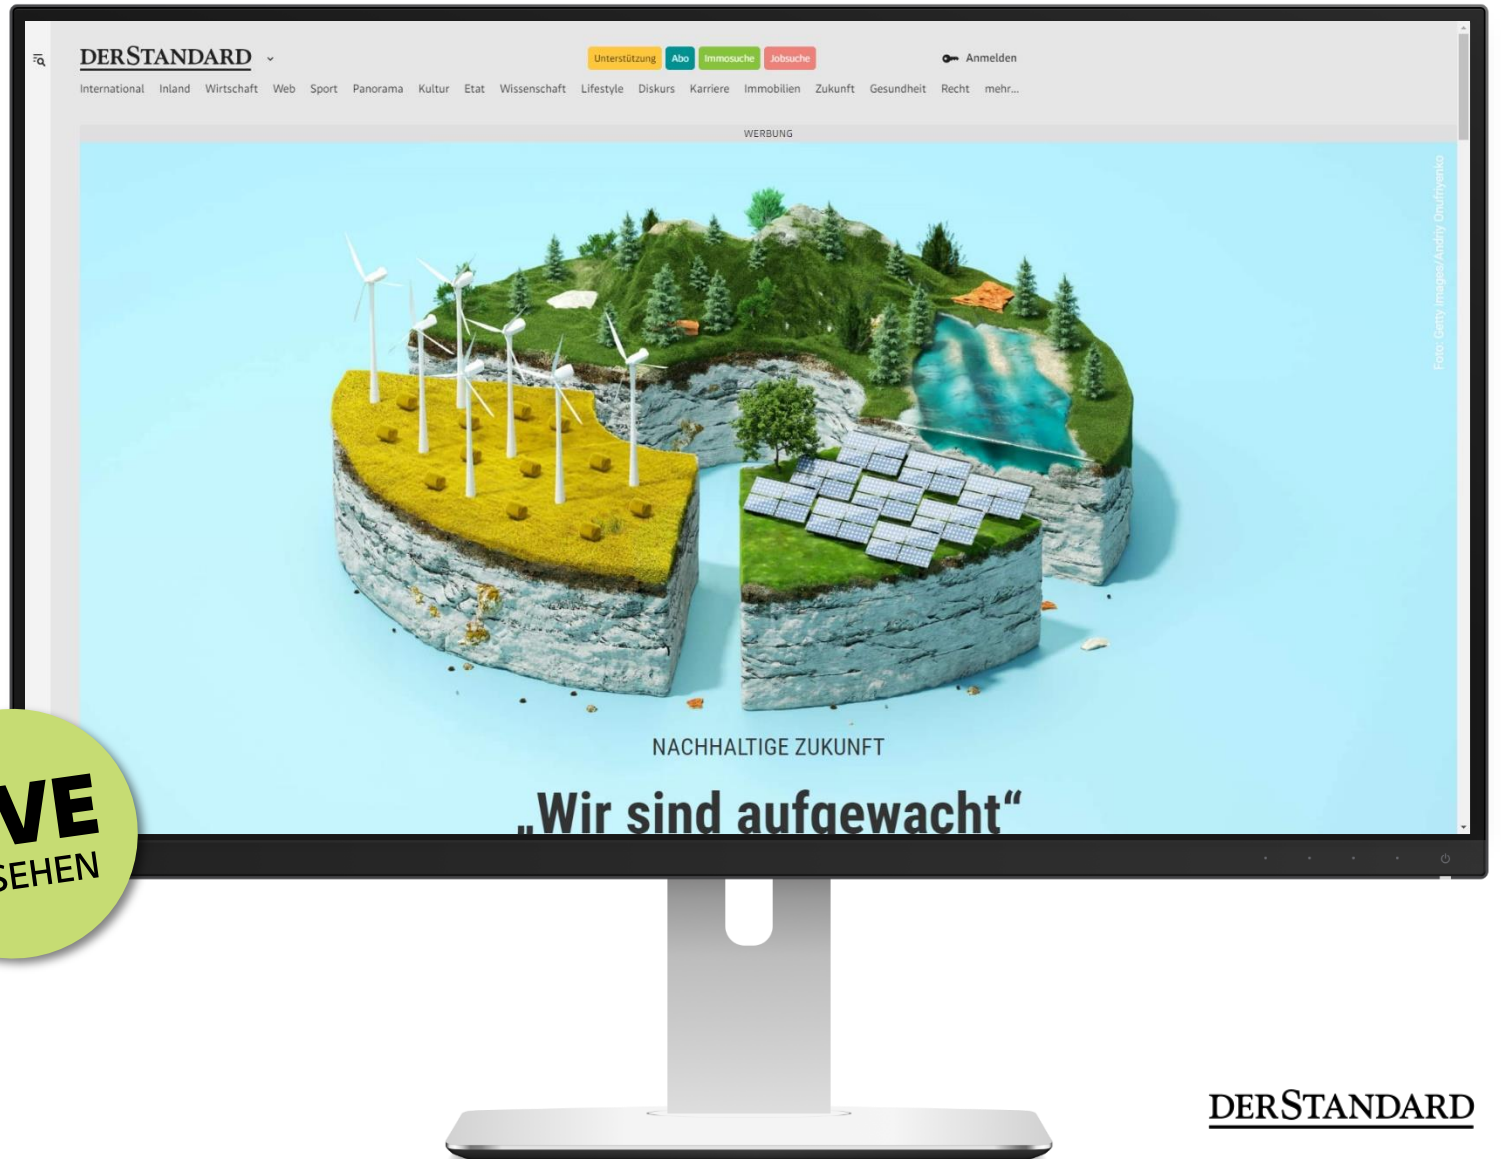 DERSTANDARD
Unterstützung Abo Immosuche Jobsuche
Anmelden
International Inland Wirtschaft Web Sport Panorama Kultur Etat Wissenschaft Lifestyle Diskurs Karriere Immobilien Zukunft Gesundheit Recht mehr...
WERBUNG
Foto: Getty Images/Andriy Onufriyenko
NACHHALTIGE ZUKUNFT
„Wir sind aufgewacht“
VE
SEHEN
DERSTANDARD